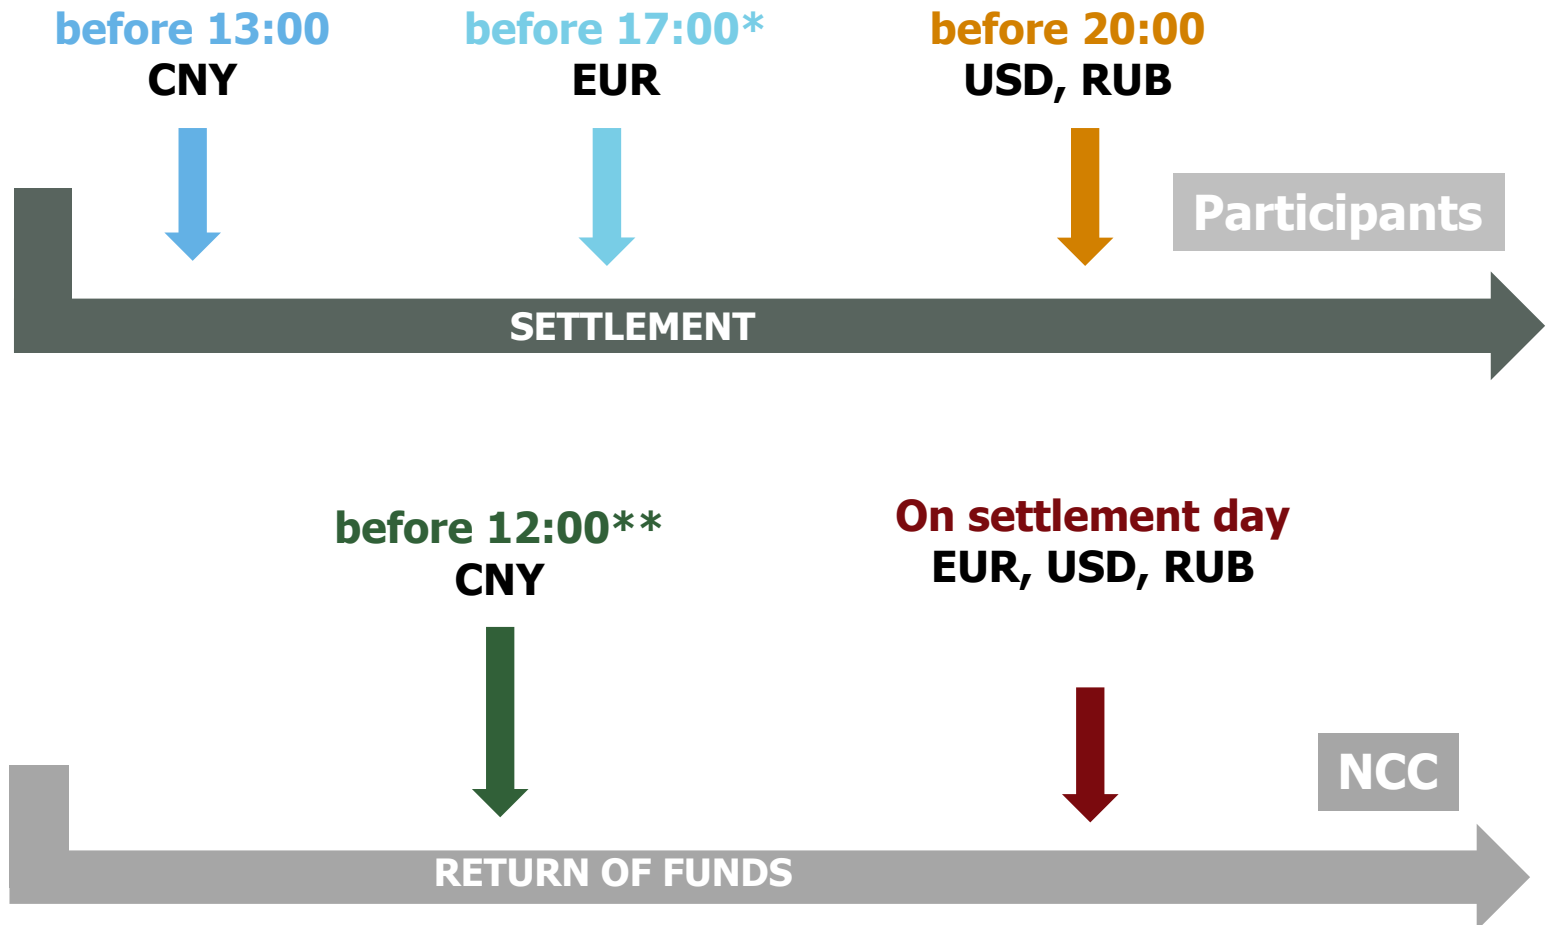 before 13:00
CNY
before 17:00*
EUR
before 20:00
USD, RUB
Participants
SETTLEMENT
before 12:00**
CNY
On settlement day
EUR, USD, RUB
NCC
RETURN OF FUNDS